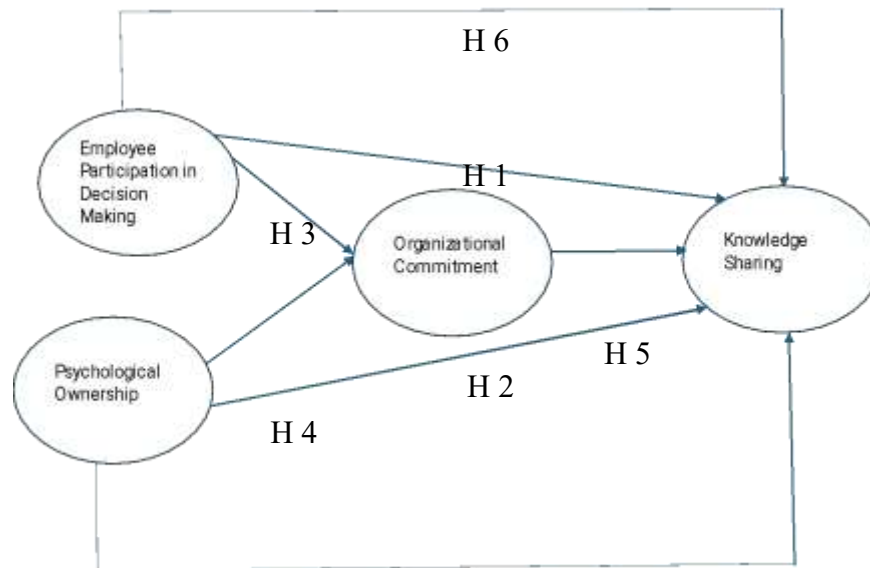 H 6
Employee
Participation in
Decision
Making
H 1
H 3
Organizational
Commitment
Knowledge
Sharing
H 5
H 2
Psychological
Ownership
H 4